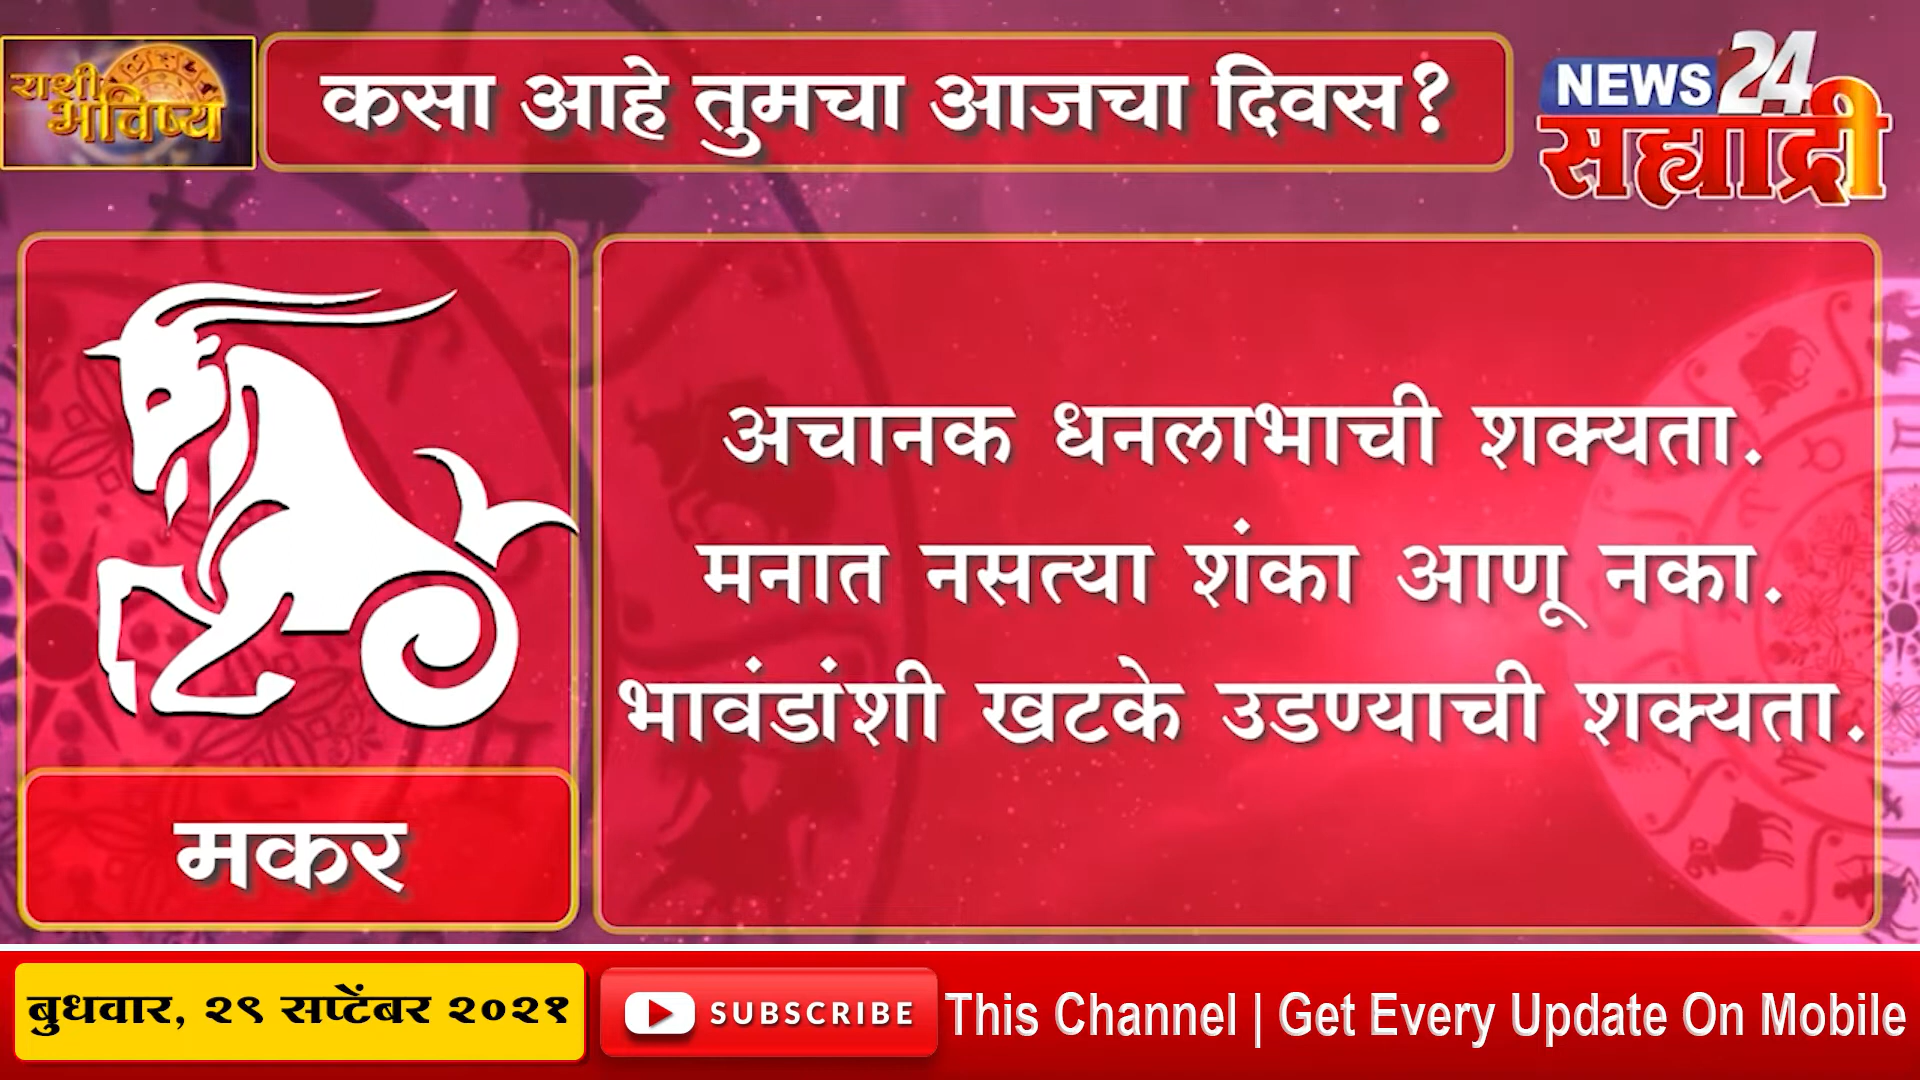 राशी भविष्य
कसा आहे तुमचा आजचा दिवस?
NEWS 24
सह्याद्री
अचानक धनलाभाची शक्यता.
मनात नसत्या शंका आणू नका.
भावंडांशी खटके उडण्याची शक्यता.
मकर
बुधवार, २९ सप्टेंबर २०२१
SUBSCRIBE This Channel | Get Every Update On Mobile